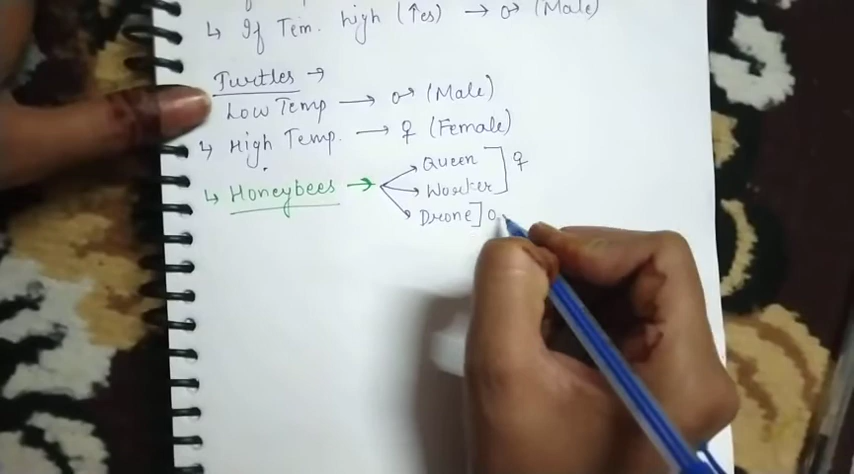 ↳ If Tem. high (↑es) → ♂ (Male)
Turtles →
Low Temp → ♂ (Male)
↳ High Temp. → ♀ (Female)
↳ Honeybees → Queen ] ♀
Worker
Drone ] o